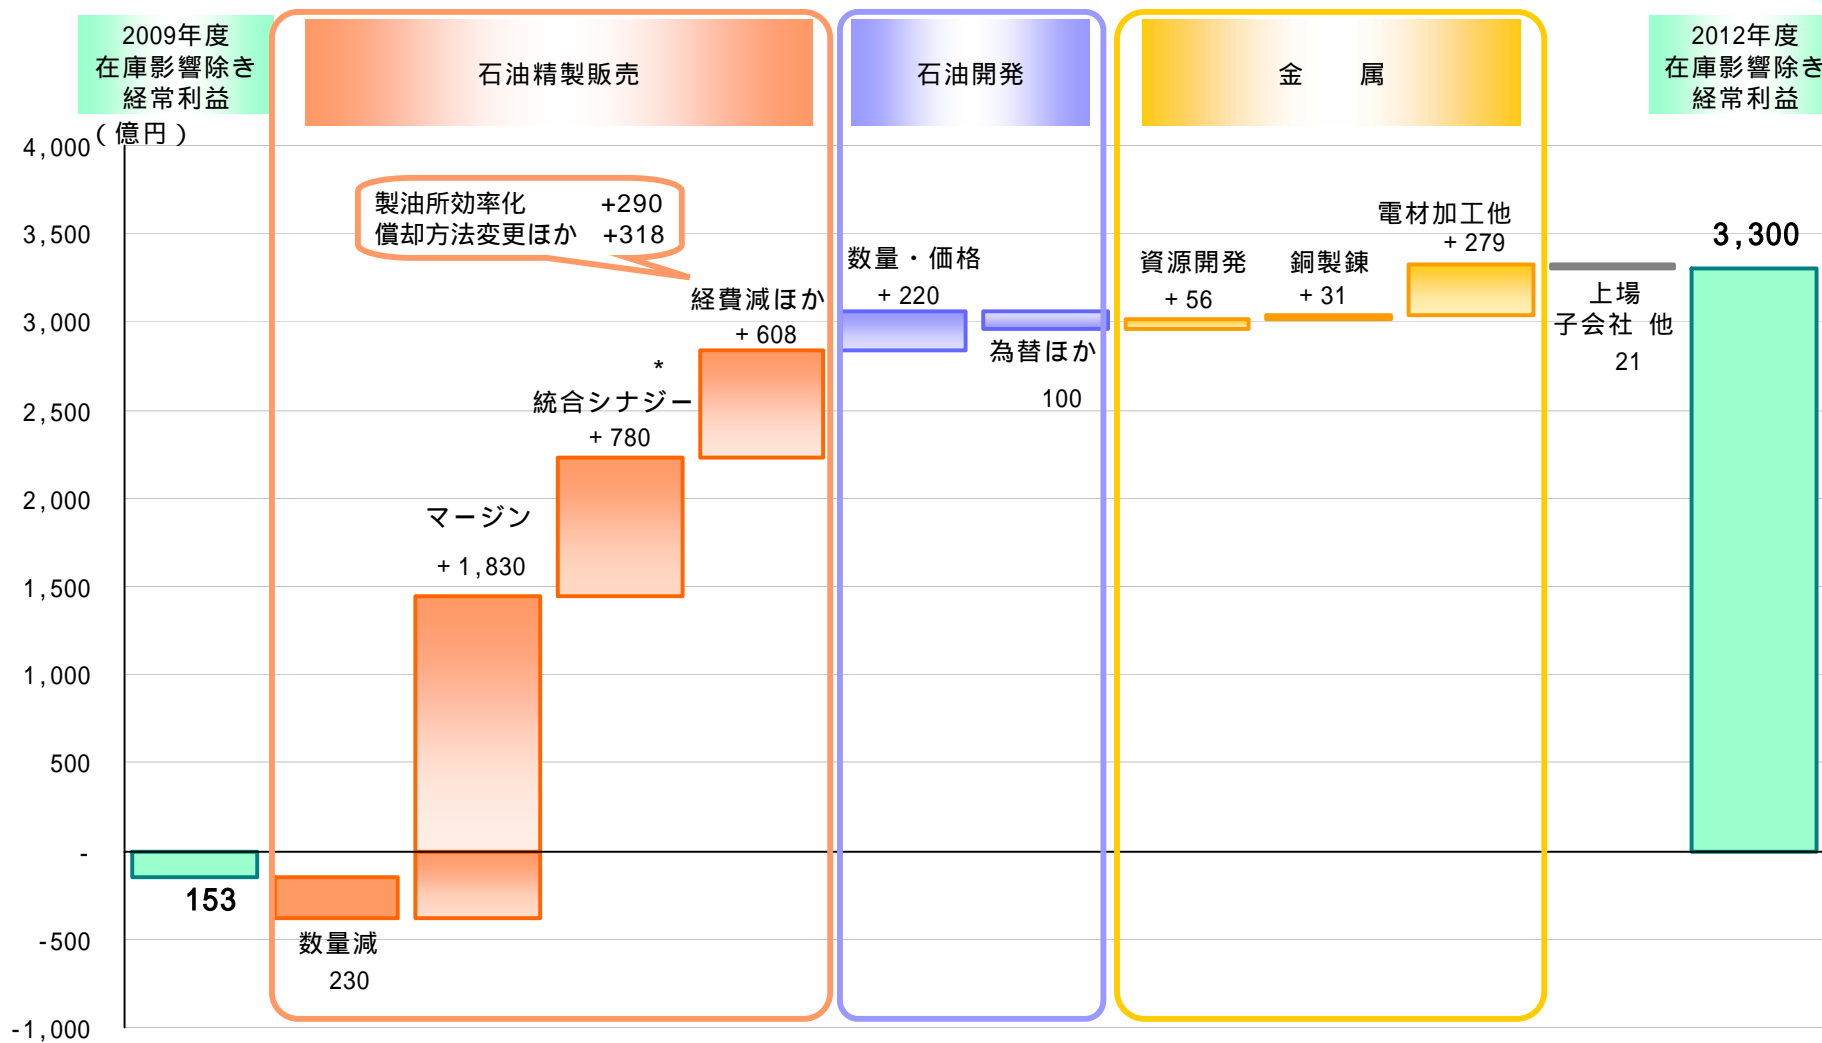 2009年度
在庫影響除き
経常利益
(億円)
石油精製販売
石油開発
金　属
2012年度
在庫影響除き
経常利益
4,000
3,500
3,000
2,500
2,000
1,500
1,000
500
-
-500
-1,000
製油所効率化 +290
償却方法変更ほか +318
153
数量減
230
マージン
+1,830
*
統合シナジー
+780
経費減ほか
+608
数量・価格
+220
為替ほか
100
資源開発
+56
銅製錬
+31
電材加工他
+279
上場
子会社 他
21
3,300